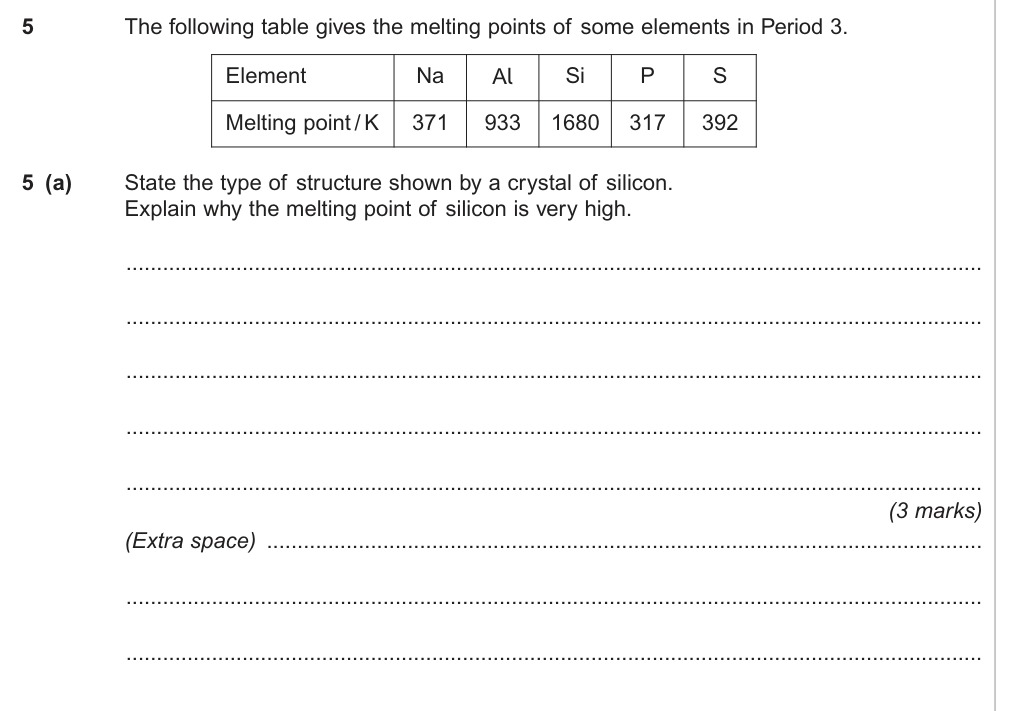 5 The following table gives the melting points of some elements in Period 3.
Element Na Al Si P S
Melting point / K 371 933 1680 317 392
5 (a) State the type of structure shown by a crystal of silicon.
Explain why the melting point of silicon is very high.
(3 marks)
(Extra space)